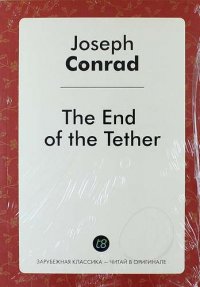 Joseph
Conrad
The End
of the Tether
t8
ЗАРУБЕЖНАЯ КЛАССИКА – ЧИТАЙ В ОРИГИНАЛЕ